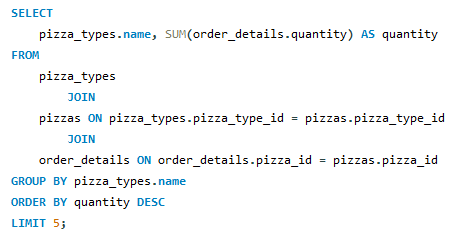 SELECT
pizza_types.name, SUM(order_details.quantity) AS quantity
FROM
pizza_types
JOIN
pizzas ON pizza_types.pizza_type_id = pizzas.pizza_type_id
JOIN
order_details ON order_details.pizza_id = pizzas.pizza_id
GROUP BY pizza_types.name
ORDER BY quantity DESC
LIMIT 5;